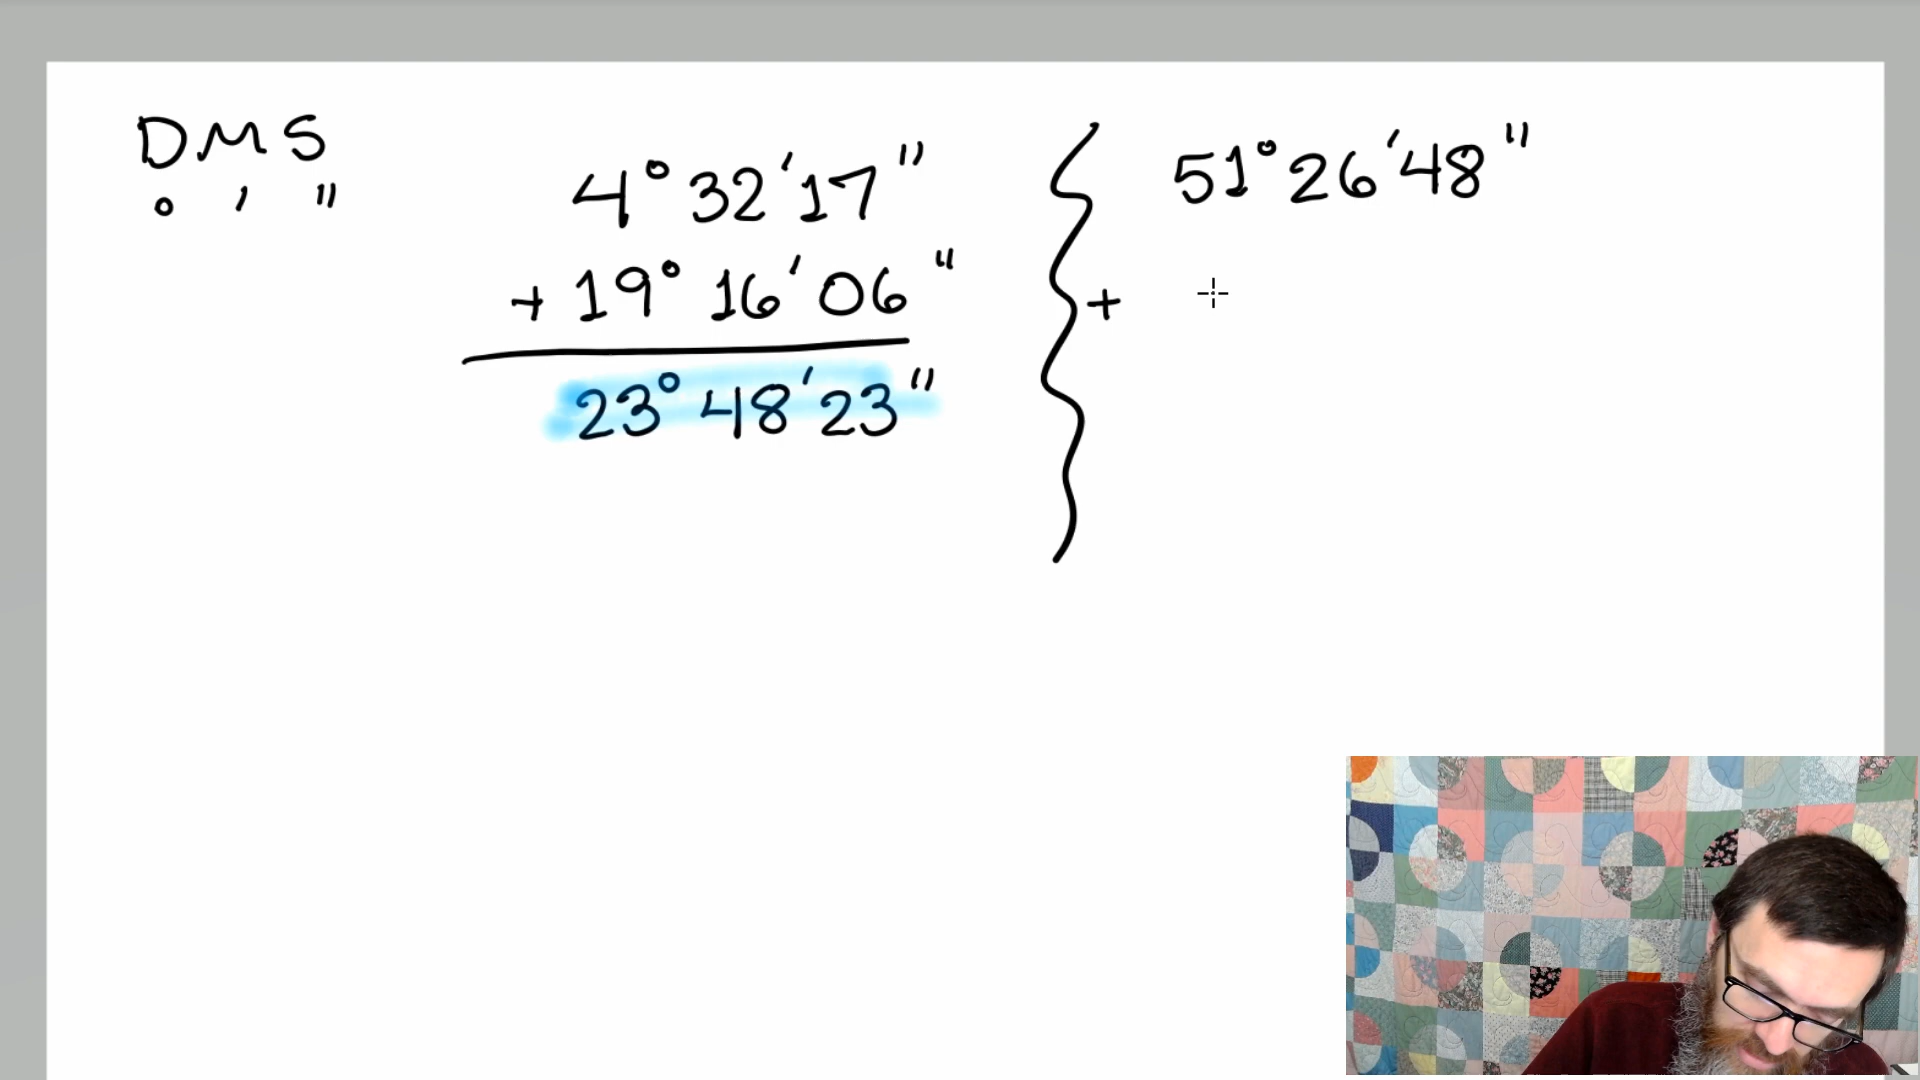 DMS
° ' "
4° 32' 17"
+ 19° 16' 06"
23° 48' 23"
51° 26' 48"
+